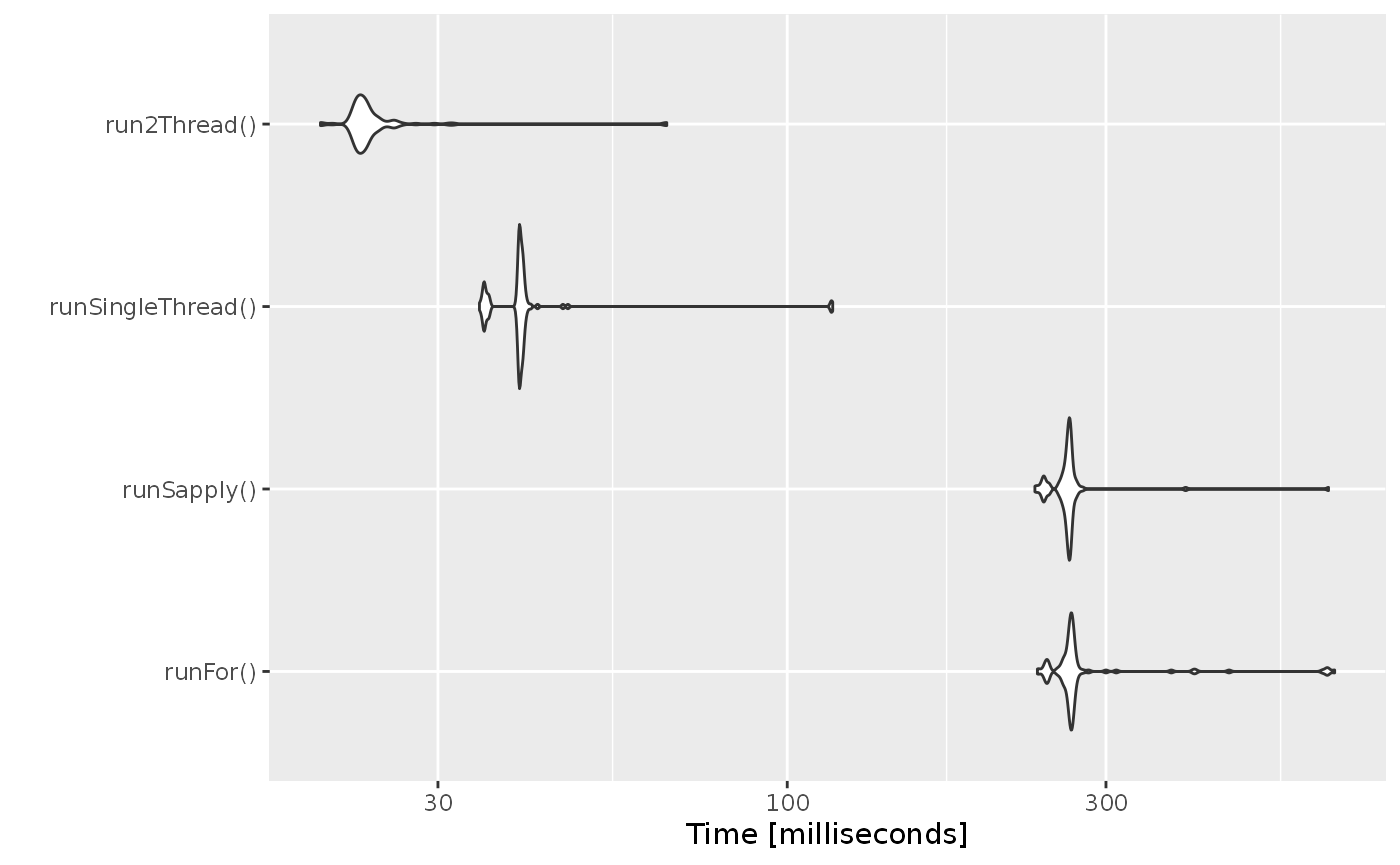 run2Thread()
runSingleThread()
runSapply()
runFor()
30
100
300
Time [milliseconds]